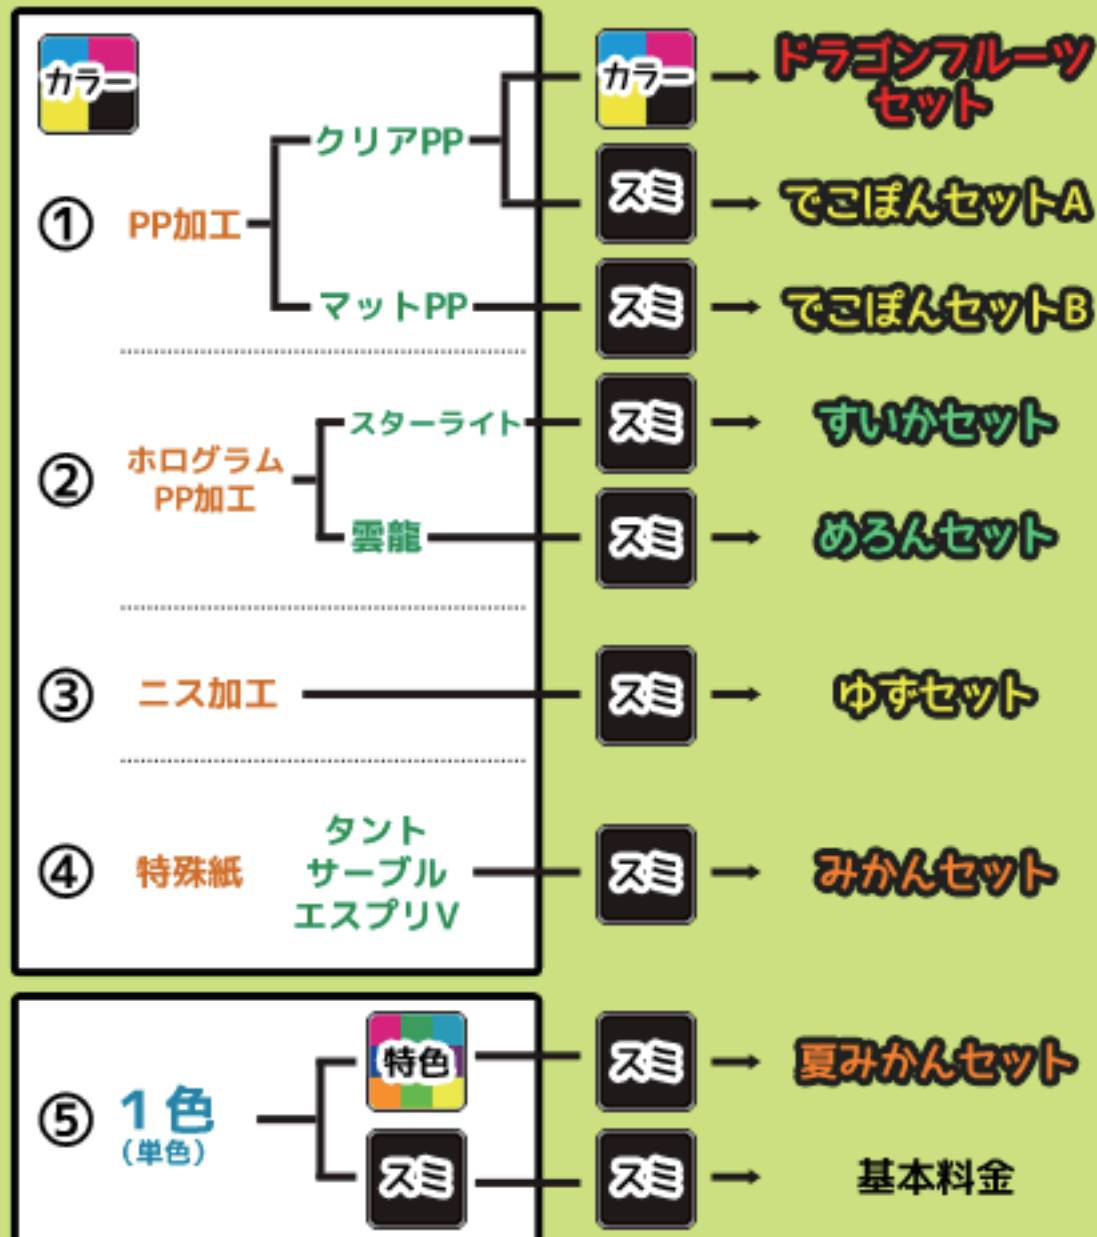 カラー
カラー
ドラゴンフルーツ
セット
クリアPP
① PP加工
スミ
でこぽんセットA
マットPP
スミ
でこぽんセットB
② ホログラム
PP加工
スターライト
スミ
すいかセット
雲龍
スミ
めろんセット
③ ニス加工
スミ
ゆずセット
④ 特殊紙
タント
サーブル
エスプリV
スミ
みかんセット
⑤ 1色
(単色)
特色
スミ
夏みかんセット
スミ
スミ
基本料金